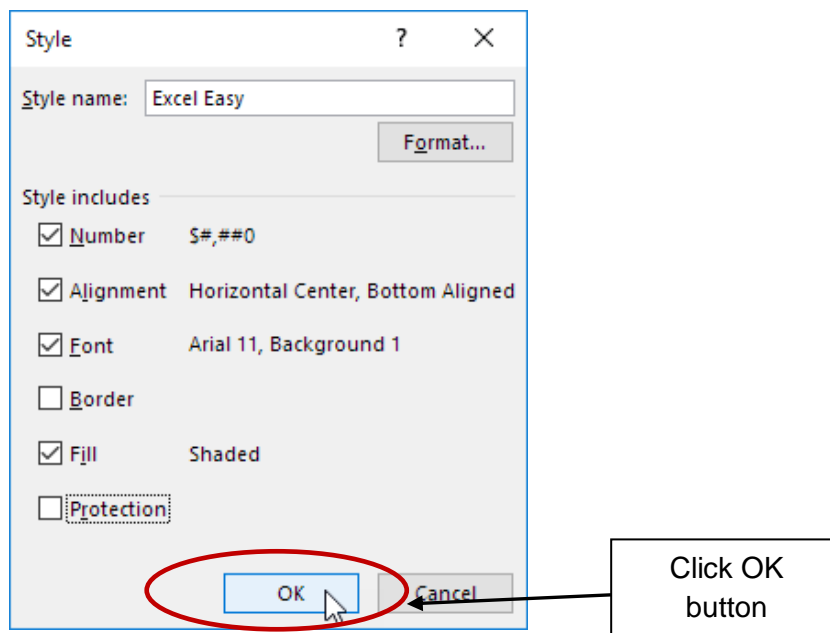 Style ?
Style name: Excel Easy
Format...
Style includes
Number $#,##0
Alignment Horizontal Center, Bottom Aligned
Font Arial 11, Background 1
Border
Fill Shaded
Protection
OK Cancel
Click OK
button